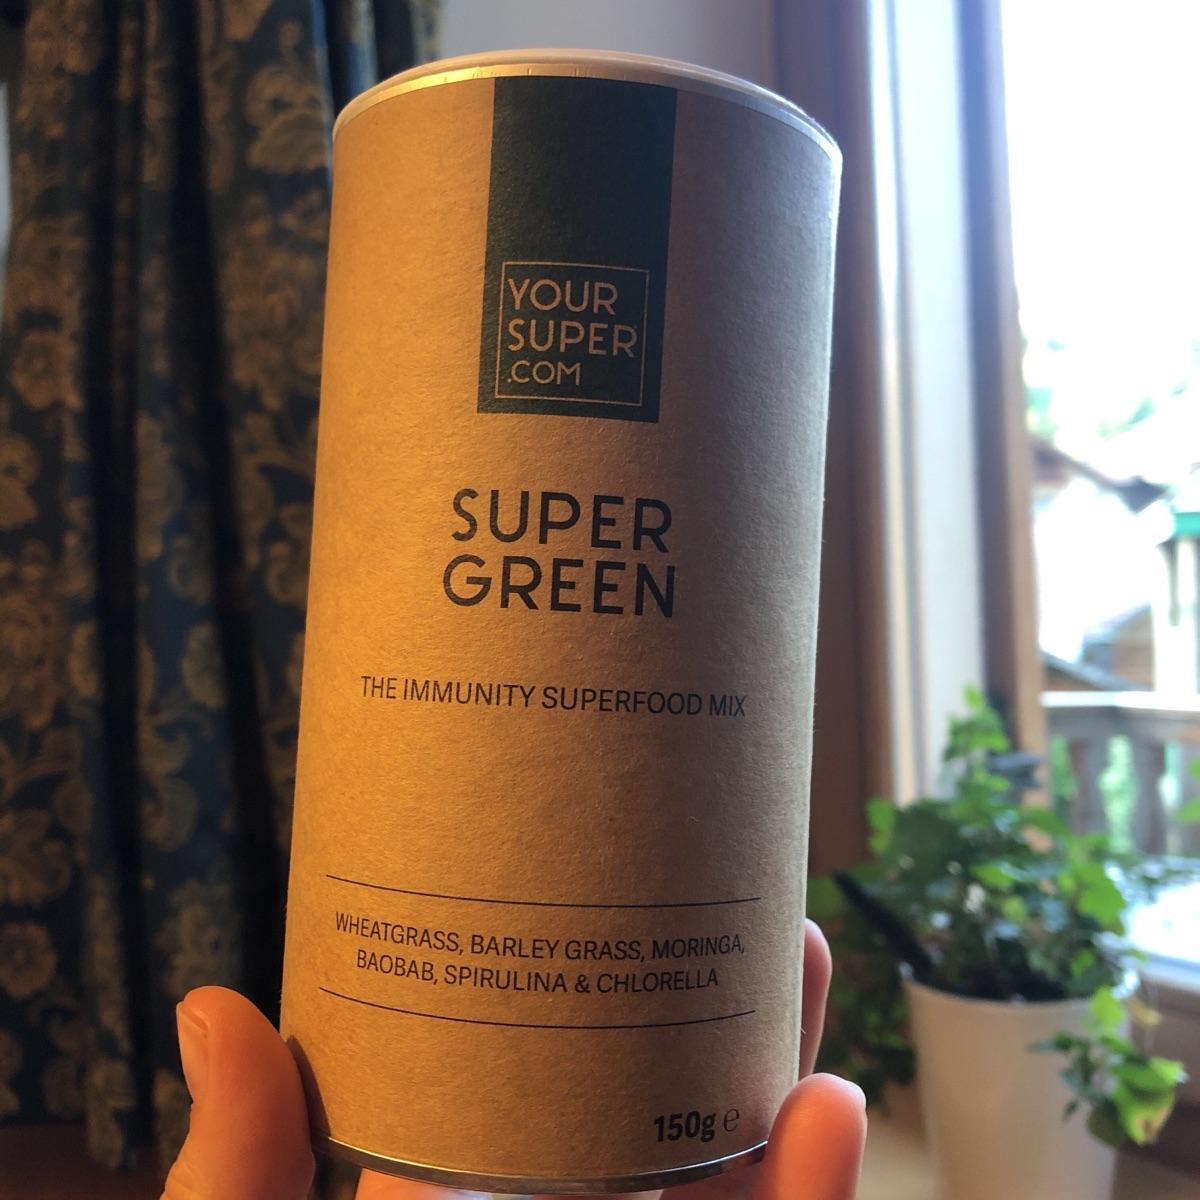 YOUR
SUPER
.COM
SUPER
GREEN
THE IMMUNITY SUPERFOOD MIX
WHEATGRASS, BARLEY GRASS, MORINGA,
BAOBAB, SPIRULINA & CHLORELLA
150g ℮